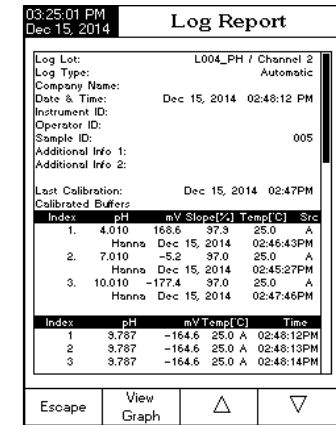 03:25:01 PM
Dec 15, 2014
Log Report
Log Lot: L004_PH / Channel 2
Log Type: Automatic
Company Name:
Date & Time: Dec 15, 2014 02:48:12 PM
Instrument ID:
Operator ID:
Sample ID: 005
Additional Info 1:
Additional Info 2:
Last Calibration: Dec 15, 2014 02:47PM
Calibrated Buffers
Index pH mV Slope[%] Temp[°C] Src
1. 4.010 168.6 97.9 25.0 A
Hanna Dec 15, 2014 02:46:43PM
2. 7.010 -5.2 97.0 25.0 A
Hanna Dec 15, 2014 02:45:27PM
3. 10.010 -177.4 97.0 25.0 A
Hanna Dec 15, 2014 02:47:46PM
Index pH mV Temp[°C] Time
1 9.787 -164.6 25.0 A 02:48:12PM
2 9.787 -164.6 25.0 A 02:48:13PM
3 9.787 -164.6 25.0 A 02:48:14PM
Escape
View
Graph